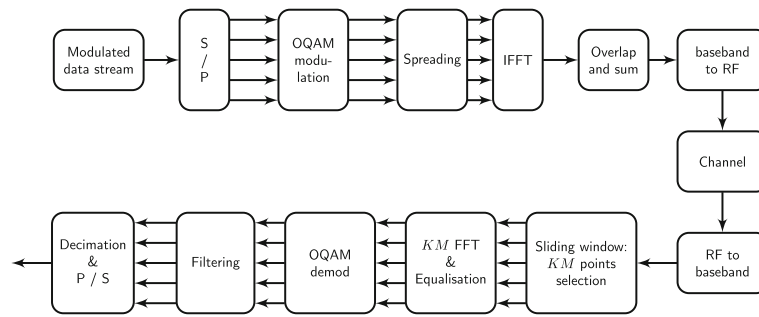 Modulated
data stream
S
/
P
OQAM
modu-
lation
Spreading
IFFT
Overlap
and sum
baseband
to RF
Channel
RF to
baseband
Sliding window:
KM points
selection
KM FFT
&
Equalisation
OQAM
demod
Filtering
Decimation
&
P / S